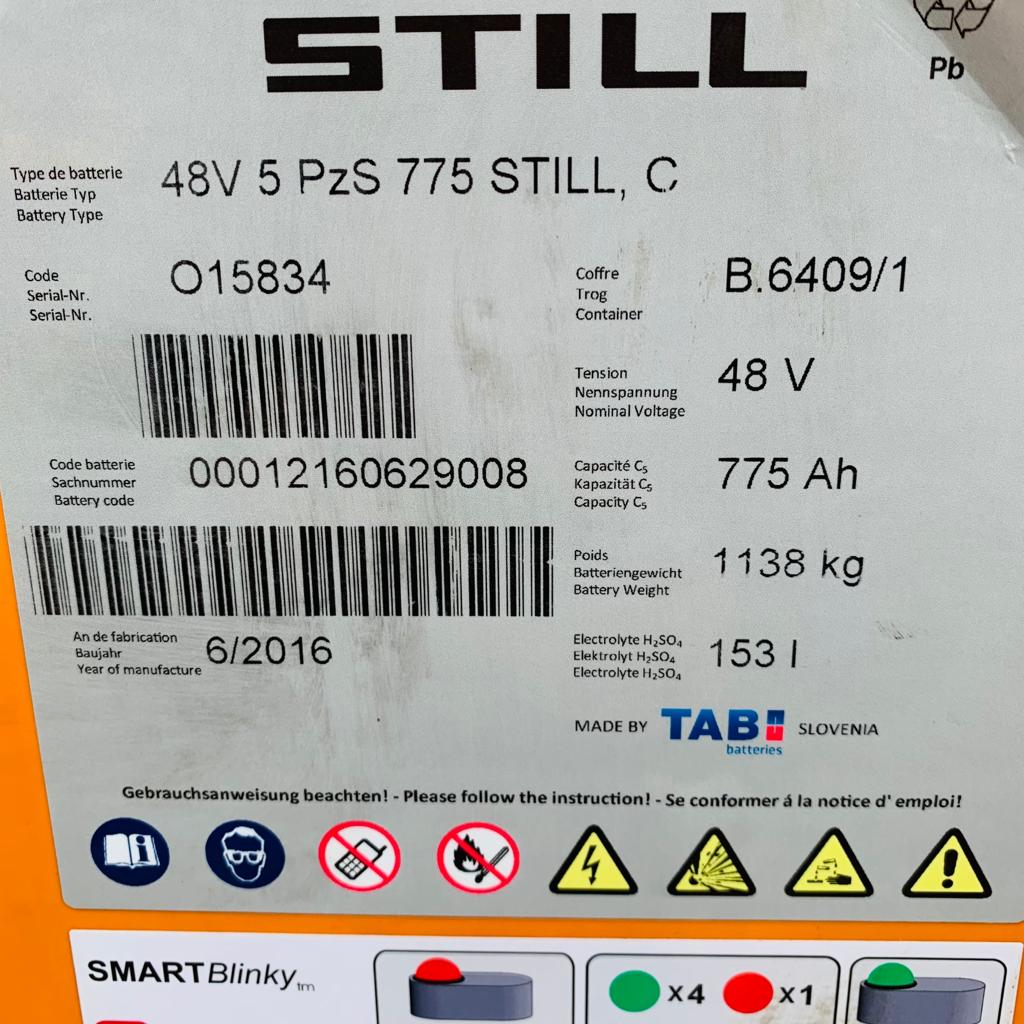 STILL
Pb
Type de batterie
Batterie Typ
Battery Type
48V 5 PzS 775 STILL, C
Code
Serial-Nr.
Serial-Nr.
O15834
Coffre
Trog
Container
B.6409/1
Tension
Nennspannung
Nominal Voltage
48 V
Code batterie
Sachnummer
Battery code
00012160629008
Capacité C₅
Kapazität C₅
Capacity C₅
775 Ah
Poids
Batteriengewicht
Battery Weight
1138 kg
An de fabrication
Baujahr
Year of manufacture
6/2016
Electrolyte H₂SO₄
Elektrolyt H₂SO₄
Electrolyte H₂SO₄
153 l
MADE BY TAB batteries SLOVENIA
Gebrauchsanweisung beachten! - Please follow the instruction! - Se conformer á la notice d' emploi!
SMARTBlinky tm
x4 x1